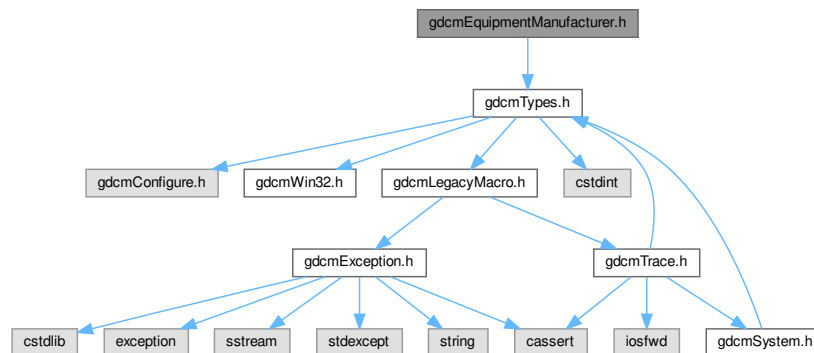 gdcmEquipmentManufacturer.h
gdcmTypes.h
gdcmConfigure.h
gdcmWin32.h
gdcmLegacyMacro.h
cstdint
gdcmException.h
gdcmTrace.h
cstdlib
exception
sstream
stdexcept
string
cassert
iosfwd
gdcmSystem.h